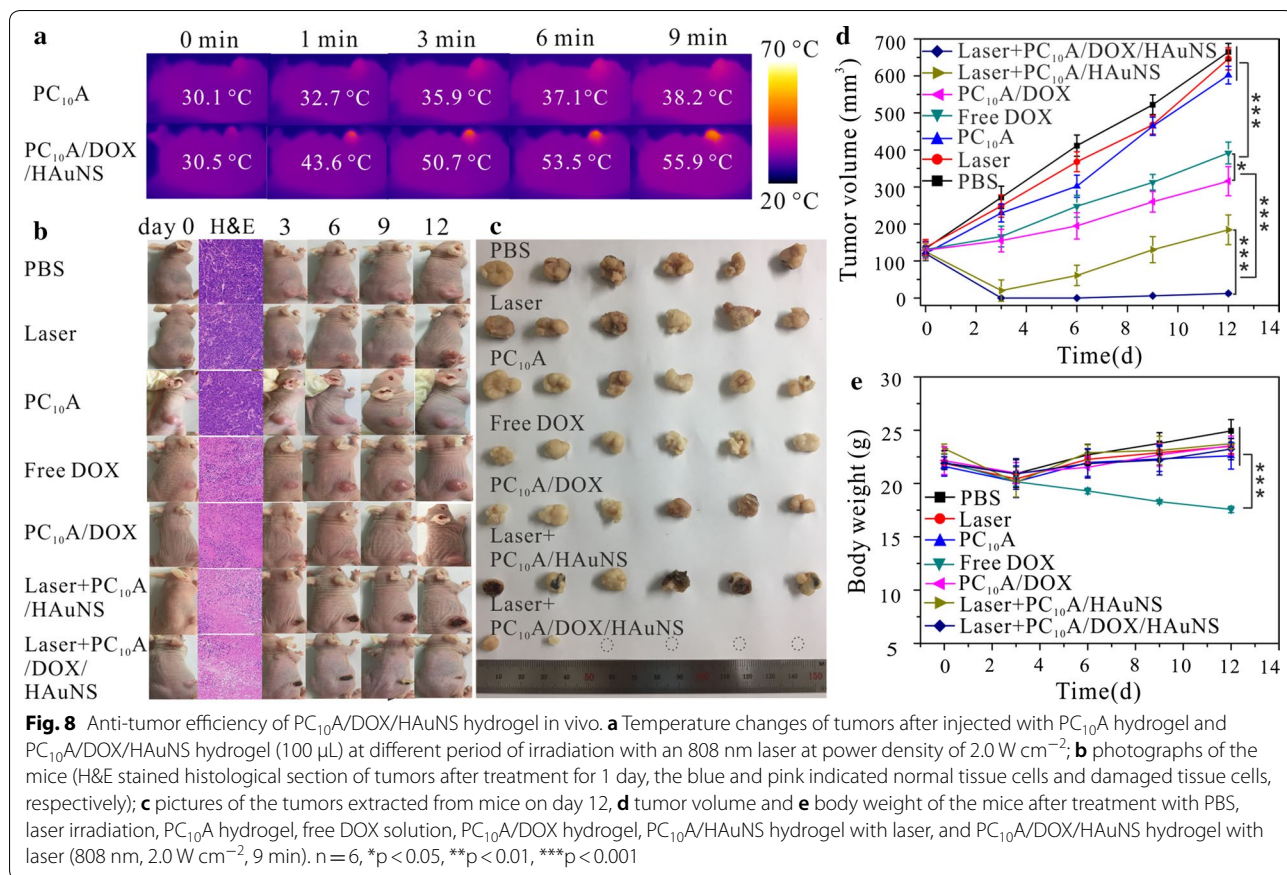 a
0 min 1 min 3 min 6 min 9 min
PC₁₀A
30.1 °C 32.7 °C 35.9 °C 37.1°C 38.2 °C
PC₁₀A/DOX
/HAuNS
30.5 °C 43.6 °C 50.7 °C 53.5 °C 55.9 °C
70 °C
20 °C
b
day 0 H&E 3 6 9 12
PBS
Laser
PC₁₀A
Free DOX
PC₁₀A/DOX
Laser+PC₁₀A
/HAuNS
Laser+PC₁₀A
/DOX/
HAuNS
c
PBS
Laser
PC₁₀A
Free DOX
PC₁₀A/DOX
Laser+
PC₁₀A/HAuNS
Laser+
PC₁₀A/DOX/HAuNS
d
Tumor volume (mm³)
700
600
500
400
300
200
100
0
Laser+PC₁₀A/DOX/HAuNS
Laser+PC₁₀A/HAuNS
PC₁₀A/DOX
Free DOX
PC₁₀A
Laser
PBS
***
*
***
***
0 2 4 6 8 10 12 14
Time(d)
e
Body weight (g)
30
25
20
15
10
5
PBS
Laser
PC₁₀A
Free DOX
PC₁₀A/DOX
Laser+PC₁₀A/HAuNS
Laser+PC₁₀A/DOX/HAuNS
***
0 2 4 6 8 10 12 14
Time(d)
Fig. 8 Anti-tumor efficiency of PC₁₀A/DOX/HAuNS hydrogel in vivo. a Temperature changes of tumors after injected with PC₁₀A hydrogel and
PC₁₀A/DOX/HAuNS hydrogel (100 μL) at different period of irradiation with an 808 nm laser at power density of 2.0 W cm⁻²; b photographs of the
mice (H&E stained histological section of tumors after treatment for 1 day, the blue and pink indicated normal tissue cells and damaged tissue cells,
respectively); c pictures of the tumors extracted from mice on day 12, d tumor volume and e body weight of the mice after treatment with PBS,
laser irradiation, PC₁₀A hydrogel, free DOX solution, PC₁₀A/DOX hydrogel, PC₁₀A/HAuNS hydrogel with laser, and PC₁₀A/DOX/HAuNS hydrogel with
laser (808 nm, 2.0 W cm⁻², 9 min). n = 6, *p < 0.05, **p < 0.01, ***p < 0.001